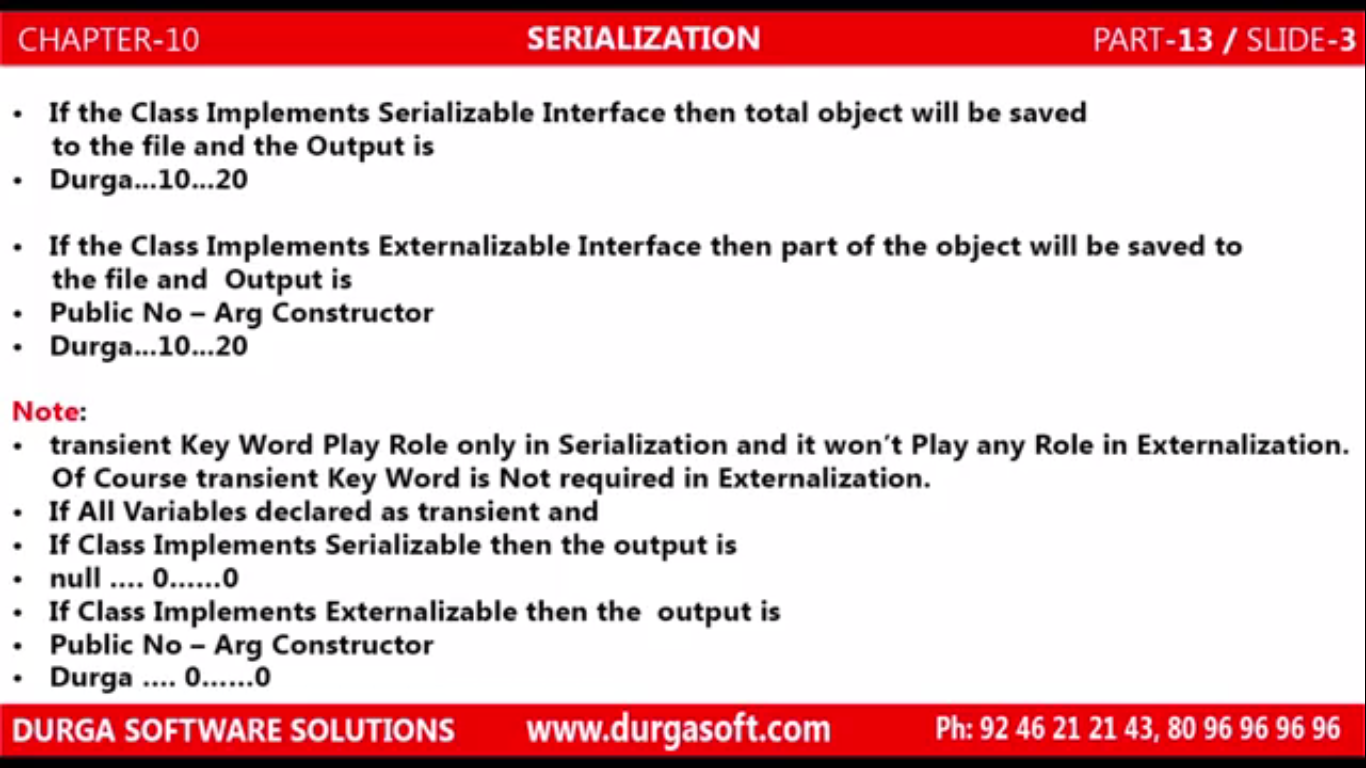 CHAPTER-10 SERIALIZATION PART-13 / SLIDE-3
• If the Class Implements Serializable Interface then total object will be saved
to the file and the Output is
• Durga...10...20
• If the Class Implements Externalizable Interface then part of the object will be saved to
the file and Output is
• Public No – Arg Constructor
• Durga...10...20
Note:
• transient Key Word Play Role only in Serialization and it won't Play any Role in Externalization.
Of Course transient Key Word is Not required in Externalization.
• If All Variables declared as transient and
• If Class Implements Serializable then the output is
• null .... 0......0
• If Class Implements Externalizable then the output is
• Public No – Arg Constructor
• Durga .... 0......0
DURGA SOFTWARE SOLUTIONS www.durgasoft.com Ph: 92 46 21 21 43, 80 96 96 96 96